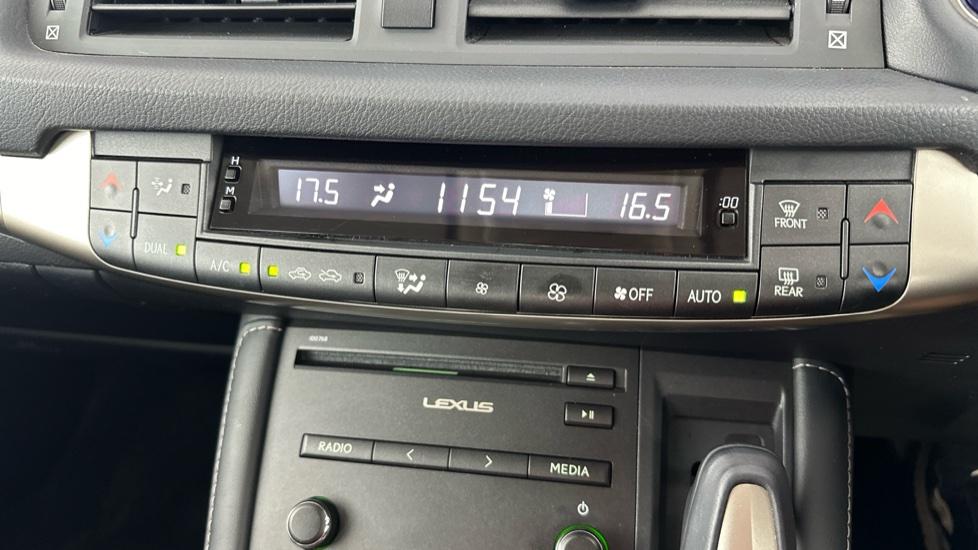 H
M
17.5 1154 16.5
:00
DUAL
A/C
OFF
AUTO
FRONT
REAR
LEXUS
RADIO < > MEDIA